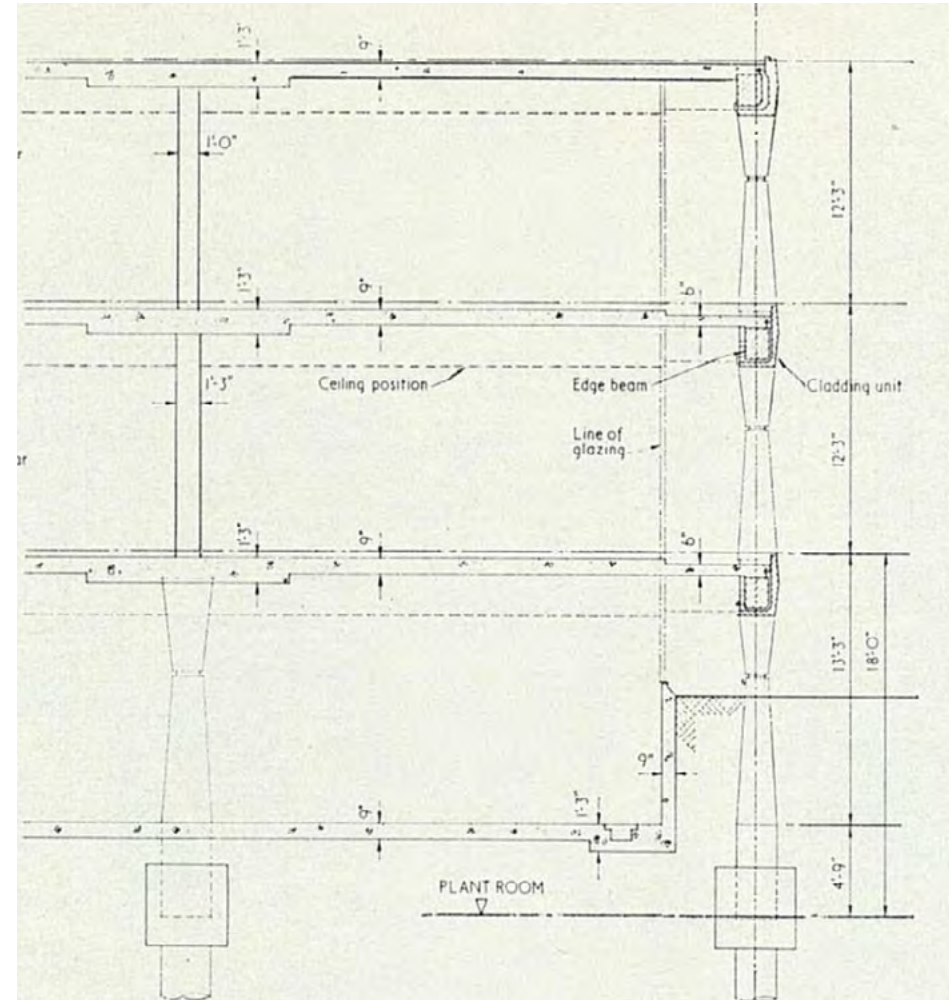 1'-3"
9"
r
1'-0"
12'-3"
1'-3"
9"
6"
1'-3"
Ceiling position
Edge beam
Cladding unit
Line of
glazing
12'-3"
ar
1'-3"
9"
6"
13'-3"
18'-0"
9"
9"
1'-3"
4'-9"
PLANT ROOM